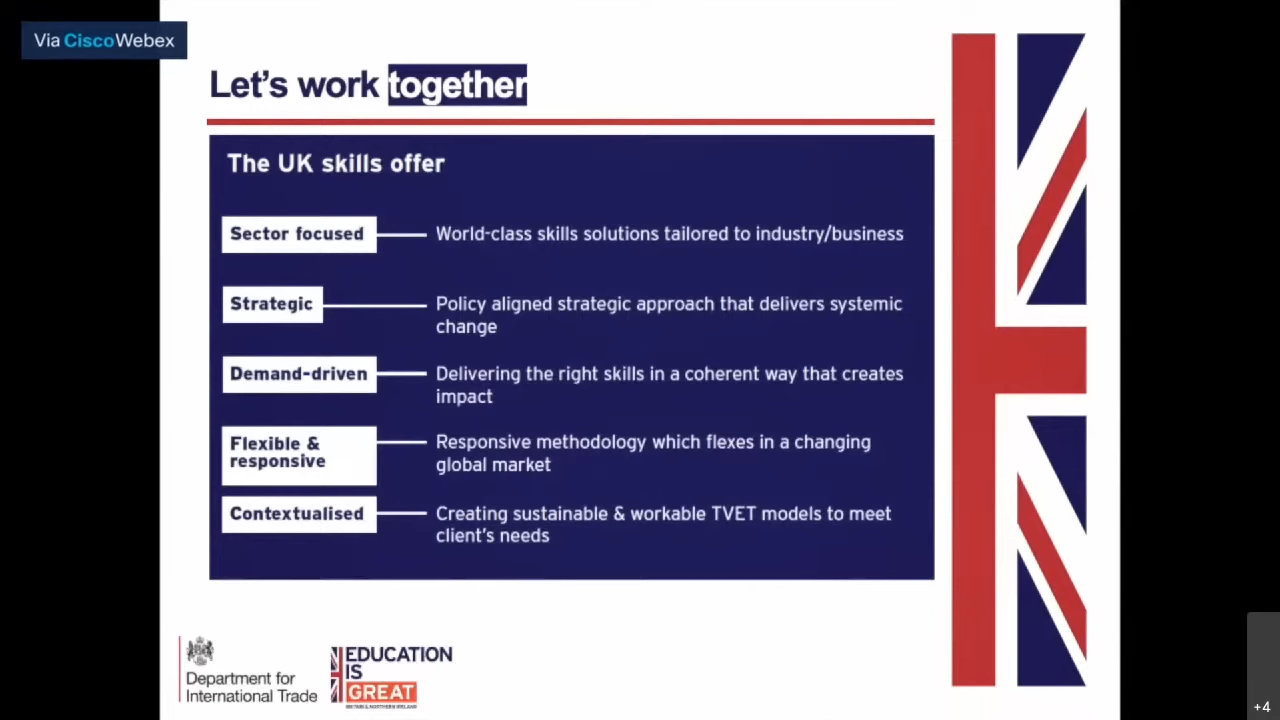 Via CiscoWebex
Let's work together
The UK skills offer
Sector focused
World-class skills solutions tailored to industry/business
Strategic
Policy aligned strategic approach that delivers systemic
change
Demand-driven
Delivering the right skills in a coherent way that creates
impact
Flexible &
responsive
Responsive methodology which flexes in a changing
global market
Contextualised
Creating sustainable & workable TVET models to meet
client's needs
Department for
International Trade
EDUCATION
IS
GREAT
BRITAIN & NORTHERN IRELAND
+4